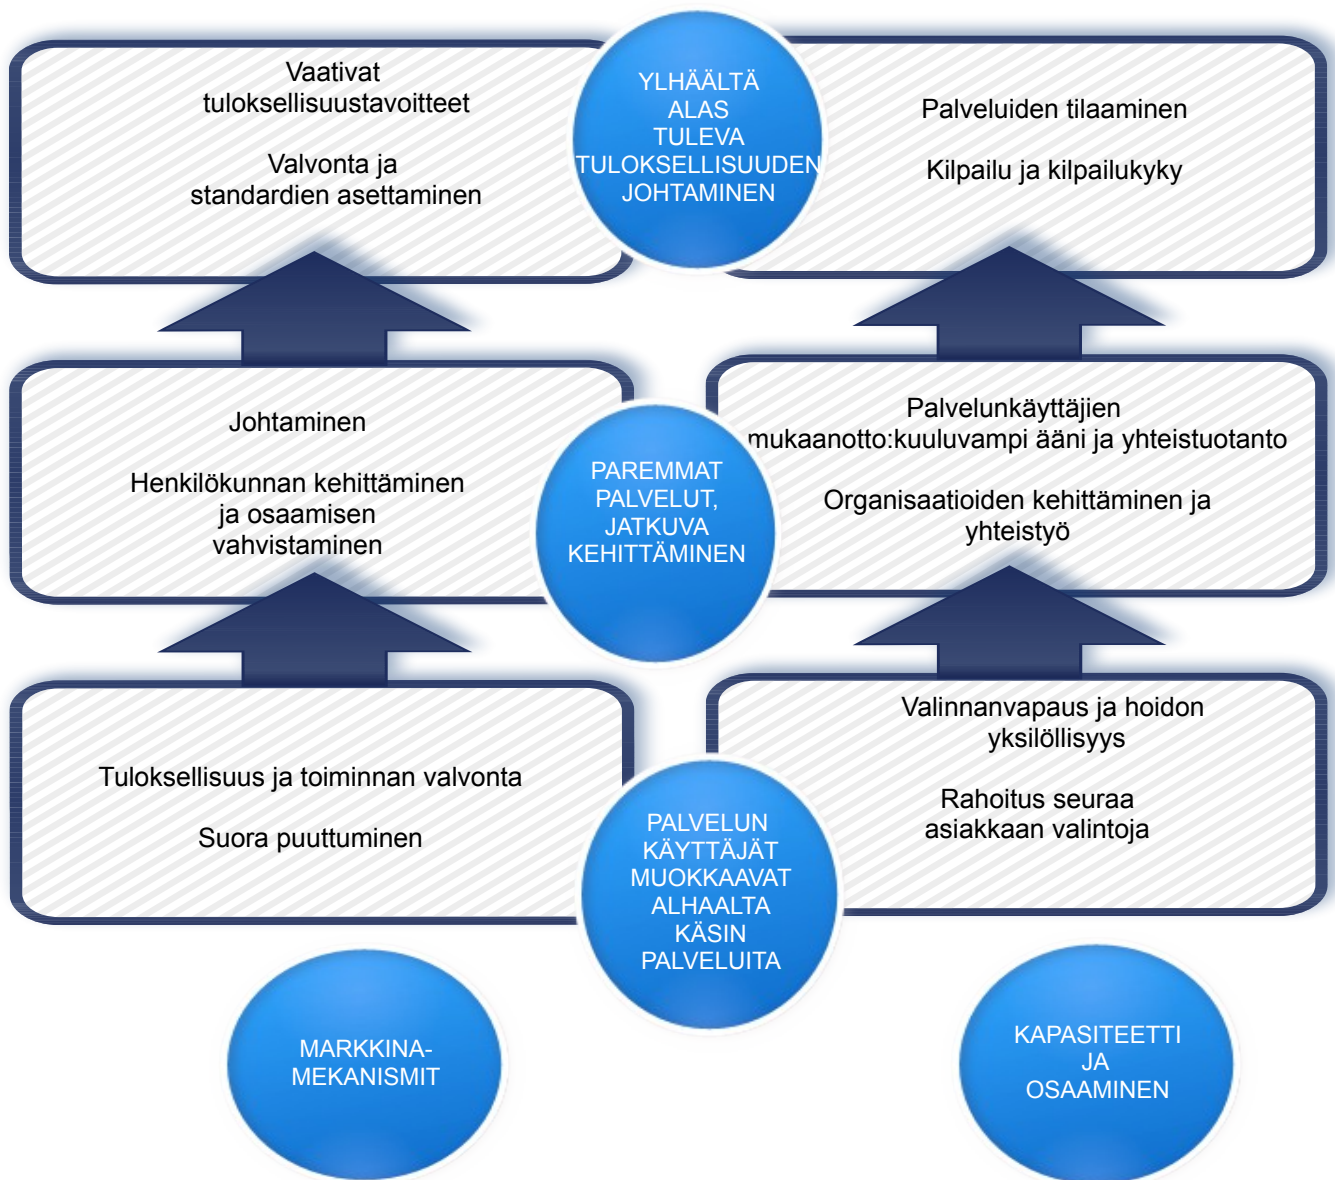 Vaativat
tuloksellisuustavoitteet
Valvonta ja
standardien asettaminen
YLHÄÄLTÄ
ALAS
TULEVA
TULOKSELLISUUDEN
JOHTAMINEN
Palveluiden tilaaminen
Kilpailu ja kilpailukyky
Johtaminen
Henkilökunnan kehittäminen
ja osaamisen
vahvistaminen
PAREMMAT
PALVELUT,
JATKUVA
KEHITTÄMINEN
Palvelunkäyttäjien
mukaanotto:kuuluvampi ääni ja yhteistuotanto
Organisaatioiden kehittäminen ja
yhteistyö
Tuloksellisuus ja toiminnan valvonta
Suora puuttuminen
PALVELUN
KÄYTTÄJÄT
MUOKKAAVAT
ALHAALTA
KÄSIN
PALVELUITA
Valinnanvapaus ja hoidon
yksilöllisyys
Rahoitus seuraa
asiakkaan valintoja
MARKKINA-
MEKANISMIT
KAPASITEETTI
JA
OSAAMINEN